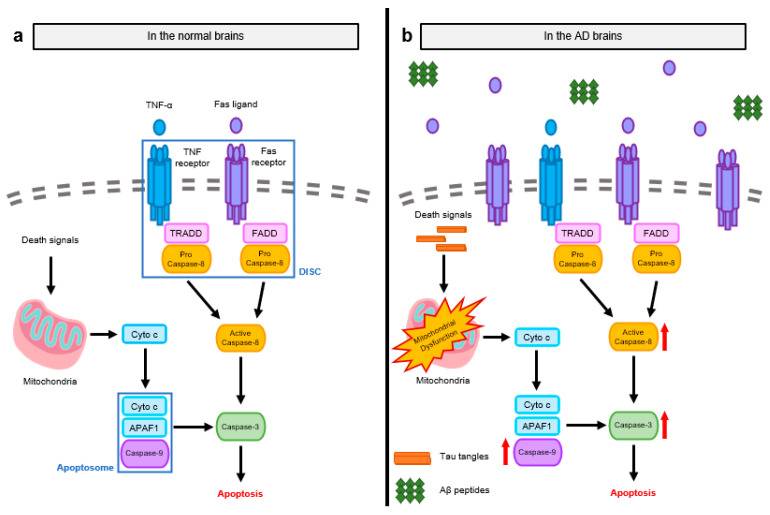 a
In the normal brains
TNF-α
Fas ligand
TNF
receptor
Fas
receptor
TRADD
FADD
Pro
Caspase-8
Pro
Caspase-8
DISC
Death signals
Mitochondria
Cyto c
Active
Caspase-8
Cyto c
APAF1
Caspase-9
Apoptosome
Caspase-3
Apoptosis
b
In the AD brains
Death signals
TRADD
FADD
Pro
Caspase-8
Pro
Caspase-8
Mitochondrial
Dysfunction
Mitochondria
Cyto c
Active
Caspase-8
Cyto c
APAF1
Caspase-9
Caspase-3
Apoptosis
Tau tangles
Aβ peptides